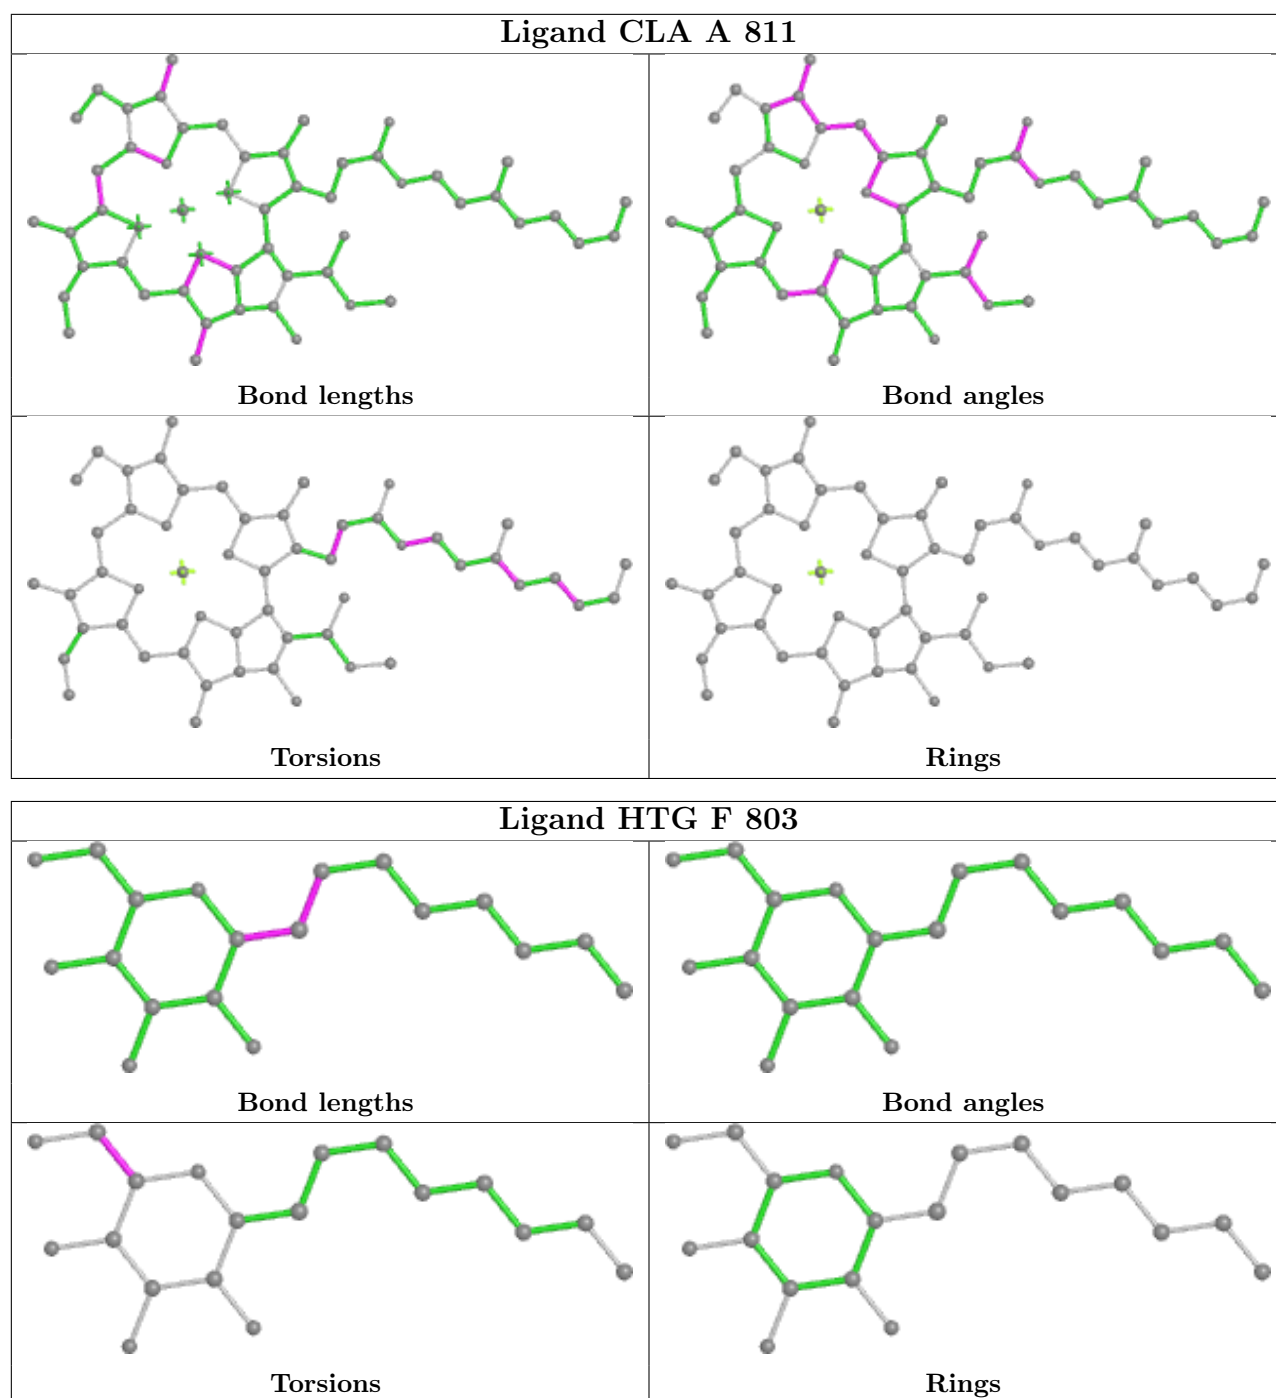 Ligand CLA A 811
Bond lengths
Bond angles
Torsions
Rings
Ligand HTG F 803
Bond lengths
Bond angles
Torsions
Rings